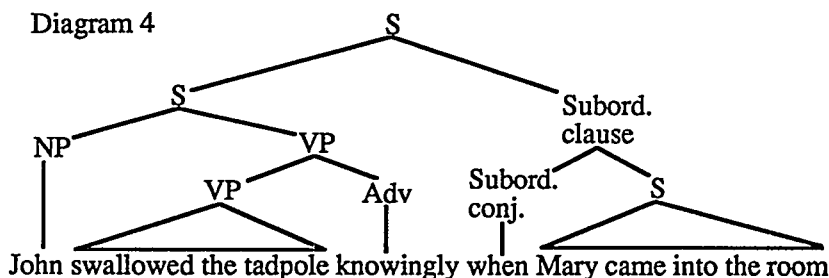 Diagram 4
S
S
Subord.
clause
NP
VP
VP
Adv
Subord.
conj.
S
John swallowed the tadpole knowingly when Mary came into the room